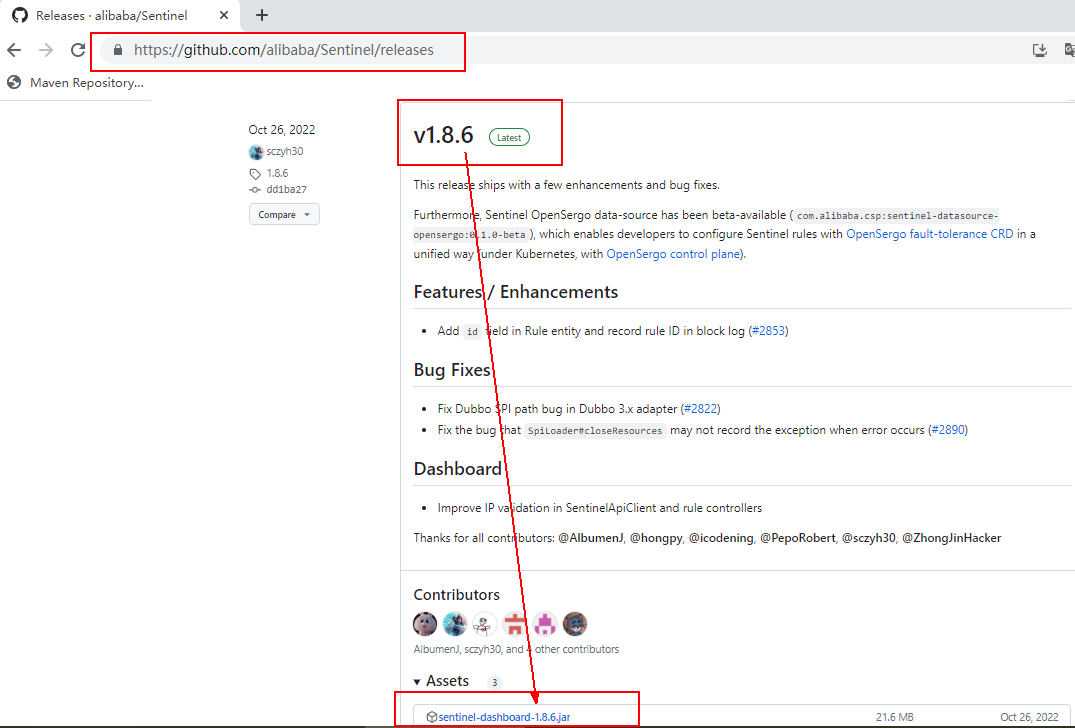 Releases · alibaba/Sentinel
https://github.com/alibaba/Sentinel/releases
Maven Repository...
Oct 26, 2022
sczyh30
1.8.6
dd1ba27
Compare
v1.8.6 Latest
This release ships with a few enhancements and bug fixes.
Furthermore, Sentinel OpenSergo data-source has been beta-available ( com.alibaba.csp:sentinel-datasource-
opensergo:0.1.0-beta ), which enables developers to configure Sentinel rules with OpenSergo fault-tolerance CRD in a
unified way (under Kubernetes, with OpenSergo control plane).
Features / Enhancements
• Add id field in Rule entity and record rule ID in block log (#2853)
Bug Fixes
• Fix Dubbo SPI path bug in Dubbo 3.x adapter (#2822)
• Fix the bug that SpiLoader#closeResources may not record the exception when error occurs (#2890)
Dashboard
• Improve IP validation in SentinelApiClient and rule controllers
Thanks for all contributors: @AlbumenJ, @hongpy, @icodening, @PepoRobert, @sczyh30, @ZhongJinHacker
Contributors
AlbumenJ, sczyh30, and 4 other contributors
Assets 3
sentinel-dashboard-1.8.6.jar 21.6 MB Oct 26, 2022